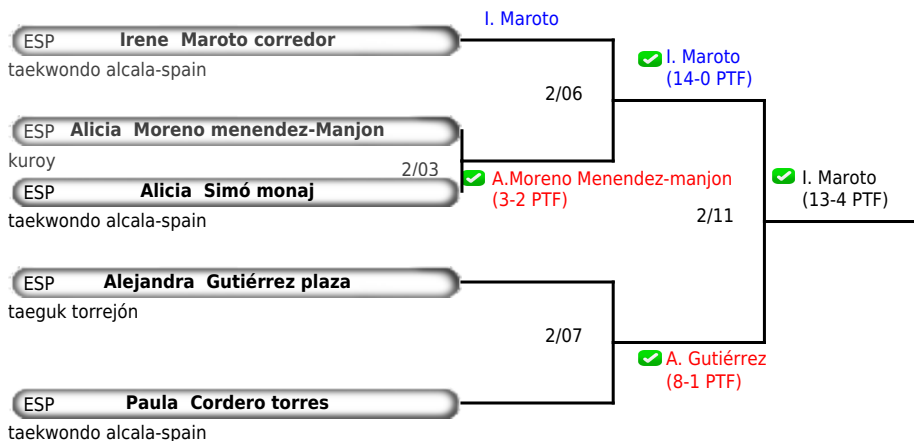 I. Maroto
ESP Irene Maroto corredor
taekwondo alcala-spain
I. Maroto
(14-0 PTF)
2/06
ESP Alicia Moreno menendez-Manjon
kuroy
2/03
A.Moreno Menendez-manjon
(3-2 PTF)
I. Maroto
(13-4 PTF)
ESP Alicia Simó monaj
taekwondo alcala-spain
2/11
ESP Alejandra Gutiérrez plaza
taeguk torrejón
2/07
A. Gutiérrez
(8-1 PTF)
ESP Paula Cordero torres
taekwondo alcala-spain